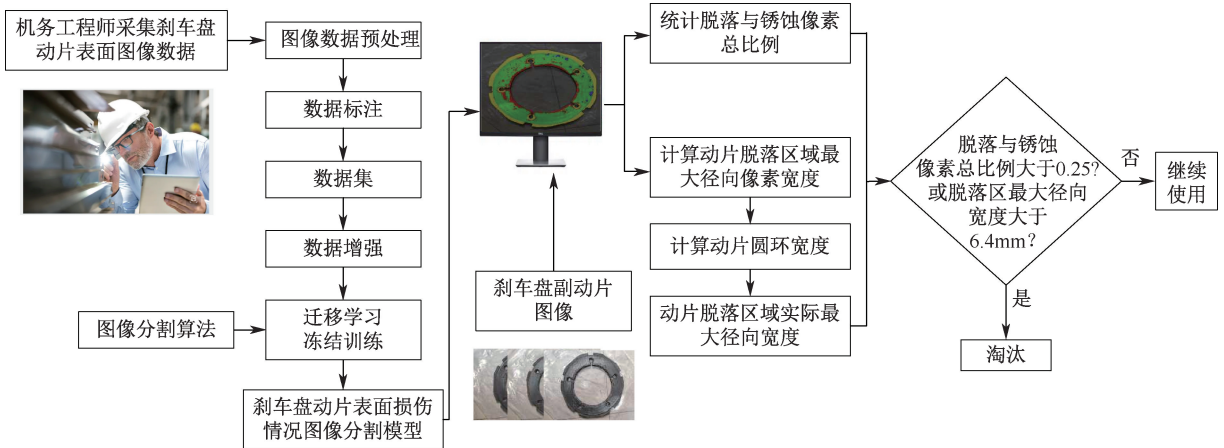 机务工程师采集刹车盘
动片表面图像数据
图像数据预处理
数据标注
数据集
数据增强
图像分割算法
迁移学习
冻结训练
刹车盘动片表面损伤
情况图像分割模型
刹车盘副动片
图像
统计脱落与锈蚀像素
总比例
计算动片脱落区域最
大径向像素宽度
计算动片圆环宽度
动片脱落区域实际最
大径向宽度
脱落与锈蚀
像素总比例大于0.25?
或脱落区最大径向
宽度大于
6.4mm?
否
继续
使用
是
淘汰